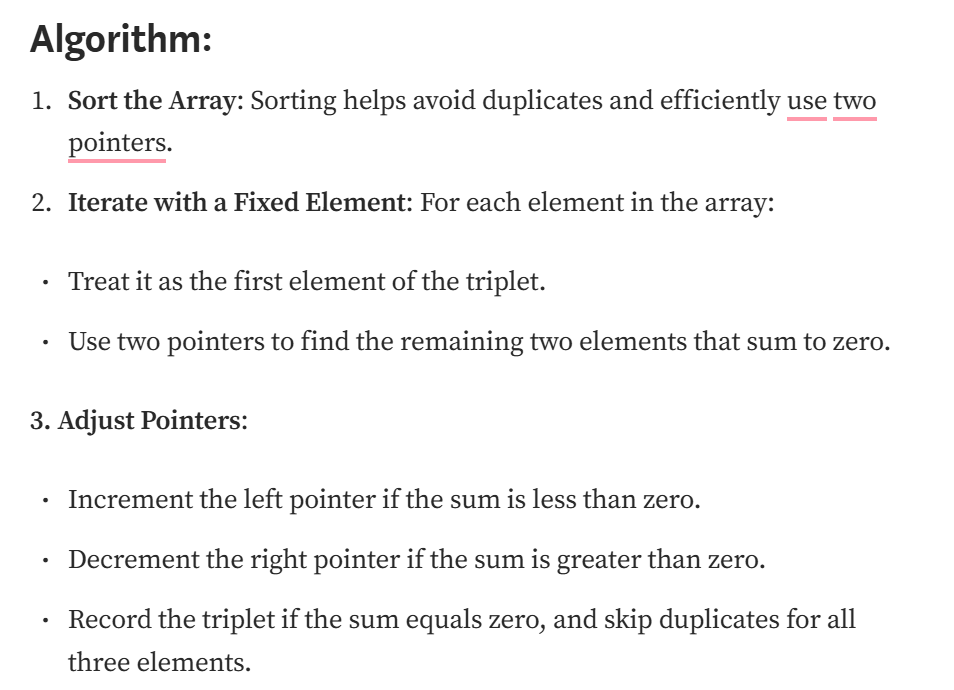 Algorithm:
1. Sort the Array: Sorting helps avoid duplicates and efficiently use two
pointers.
2. Iterate with a Fixed Element: For each element in the array:
· Treat it as the first element of the triplet.
· Use two pointers to find the remaining two elements that sum to zero.
3. Adjust Pointers:
· Increment the left pointer if the sum is less than zero.
· Decrement the right pointer if the sum is greater than zero.
· Record the triplet if the sum equals zero, and skip duplicates for all
three elements.